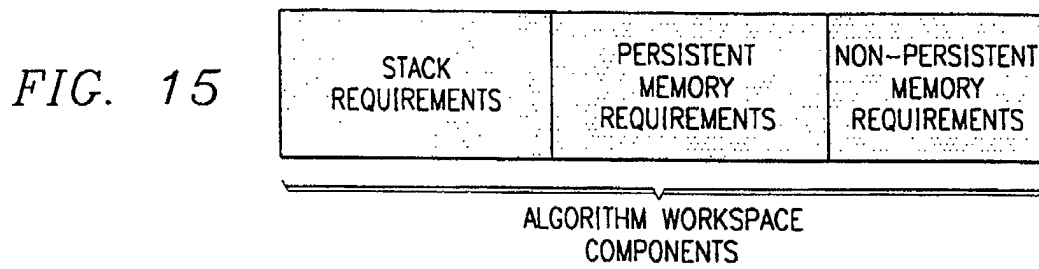 FIG. 15
STACK
REQUIREMENTS
PERSISTENT
MEMORY
REQUIREMENTS
NON-PERSISTENT
MEMORY
REQUIREMENTS
ALGORITHM WORKSPACE
COMPONENTS